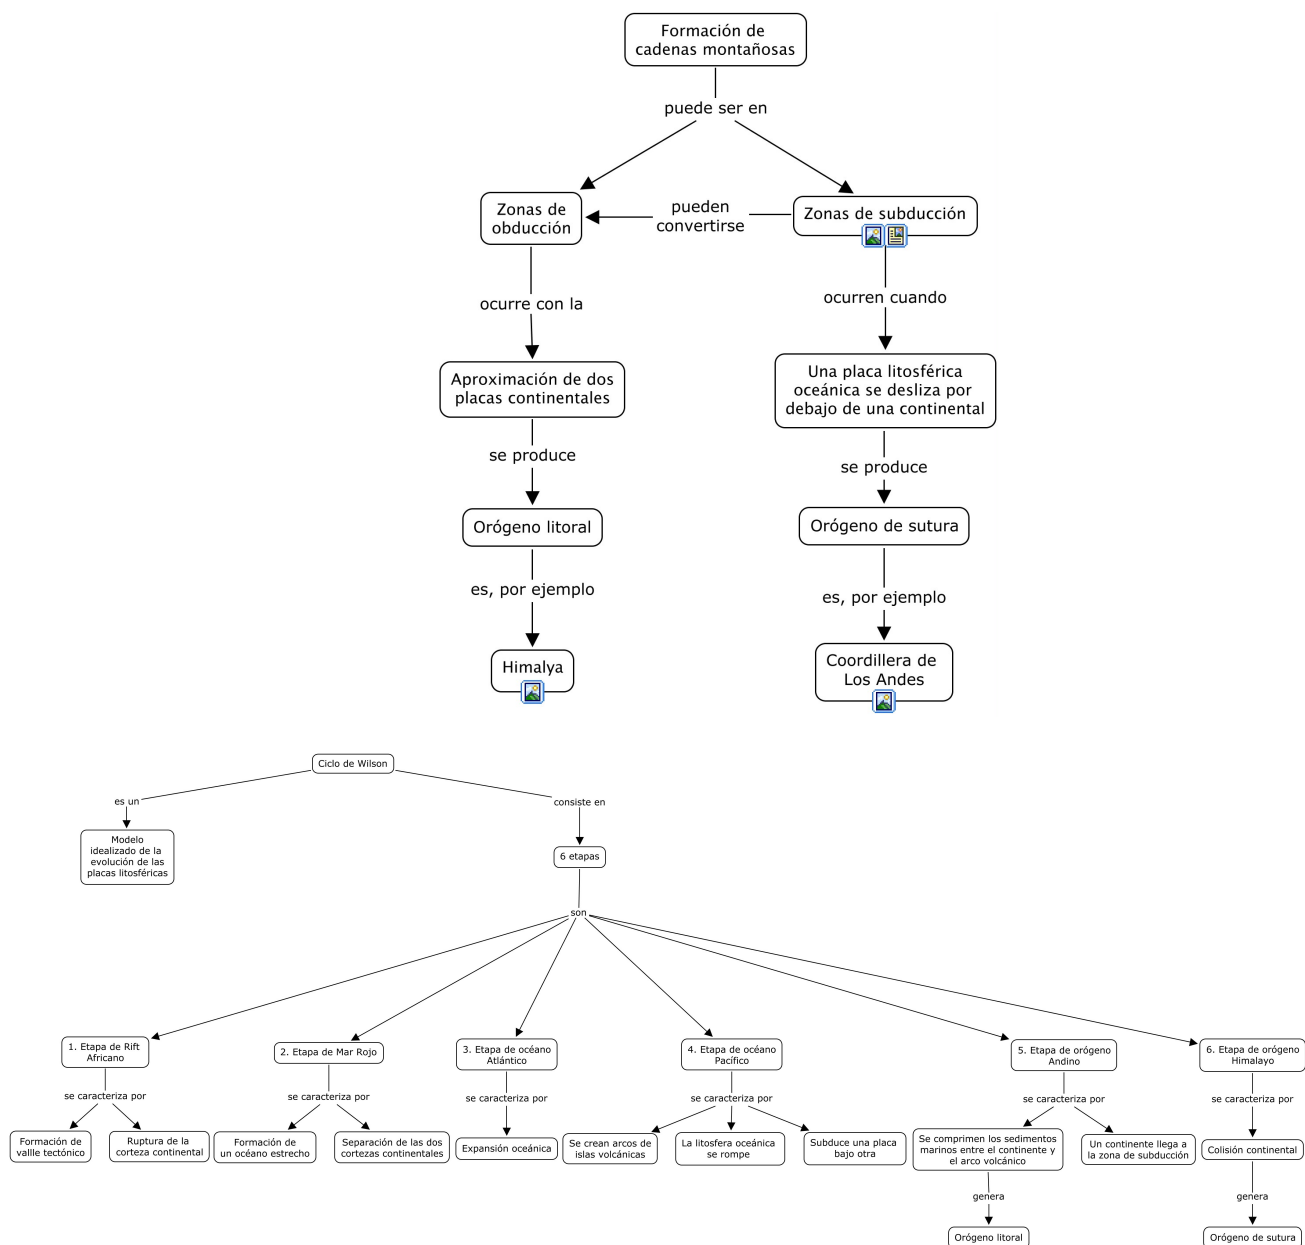 Formación de
cadenas montañosas
puede ser en
Zonas de
obducción
pueden
convertirse
Zonas de subducción
ocurre con la
ocurren cuando
Aproximación de dos
placas continentales
Una placa litosférica
oceánica se desliza por
debajo de una continental
se produce
se produce
Orógeno litoral
Orógeno de sutura
es, por ejemplo
es, por ejemplo
Himalya
Coordillera de
Los Andes
Ciclo de Wilson
es un
consiste en
Modelo
idealizado de la
evolución de las
placas litosféricas
6 etapas
son
1. Etapa de Rift
Africano
se caracteriza por
Formación de
vallle tectónico
Ruptura de la
corteza continental
2. Etapa de Mar Rojo
se caracteriza por
Formación de
un océano estrecho
Separación de las dos
cortezas continentales
3. Etapa de océano
Atlántico
se caracteriza por
Expansión oceánica
4. Etapa de océano
Pacífico
se caracteriza por
Se crean arcos de
islas volcánicas
La litosfera oceánica
se rompe
Subduce una placa
bajo otra
5. Etapa de orógeno
Andino
se caracteriza por
Se comprimen los sedimentos
marinos entre el continente y
el arco volcánico
Un continente llega a
la zona de subducción
genera
Orógeno litoral
6. Etapa de orógeno
Himalayo
se caracteriza por
Colisión continental
genera
Orógeno de sutura